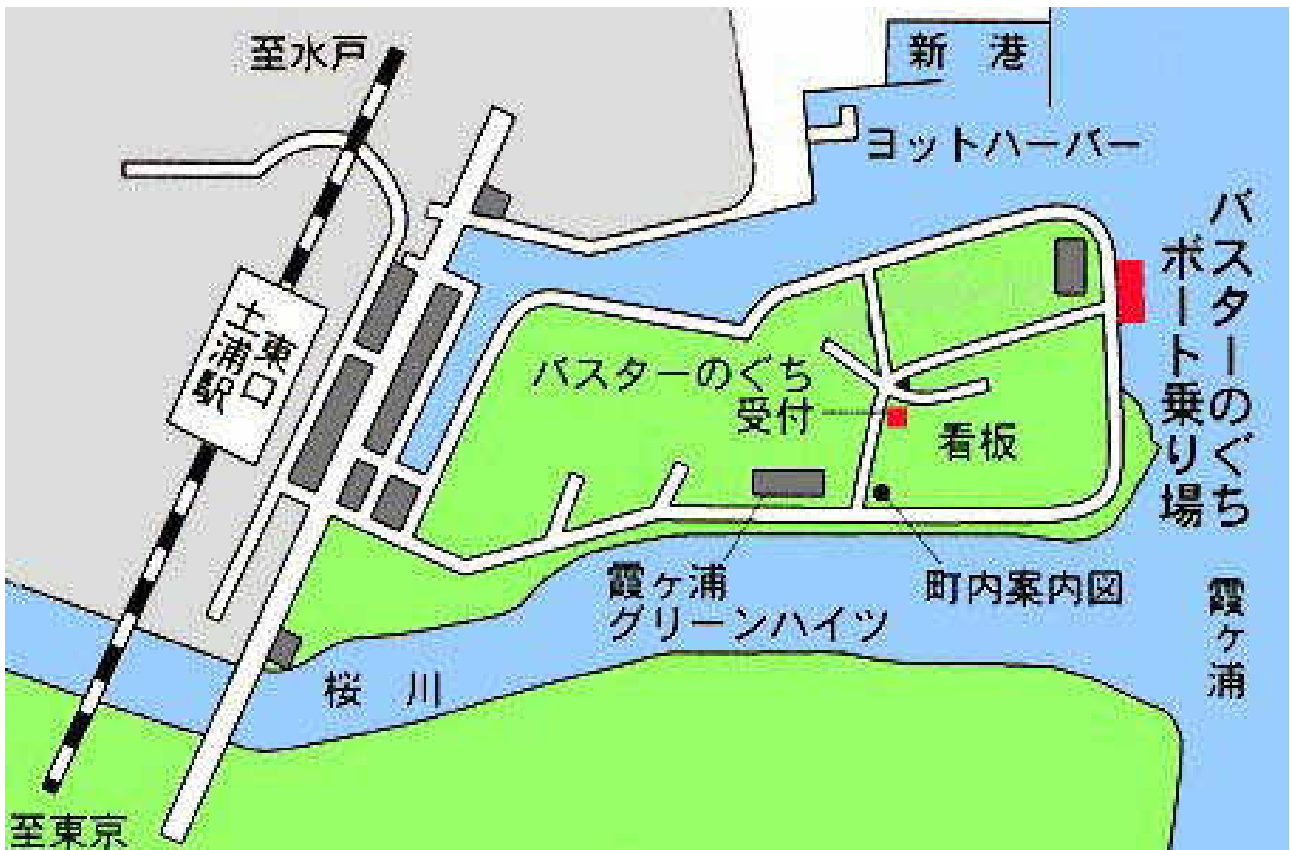 至水戸
新港
ヨットハーバー
バスターのぐち
ボート乗り場
東口
土浦駅
バスターのぐち
受付
看板
霞ヶ浦
グリーンハイツ
町内案内図
霞ヶ浦
桜川
至東京